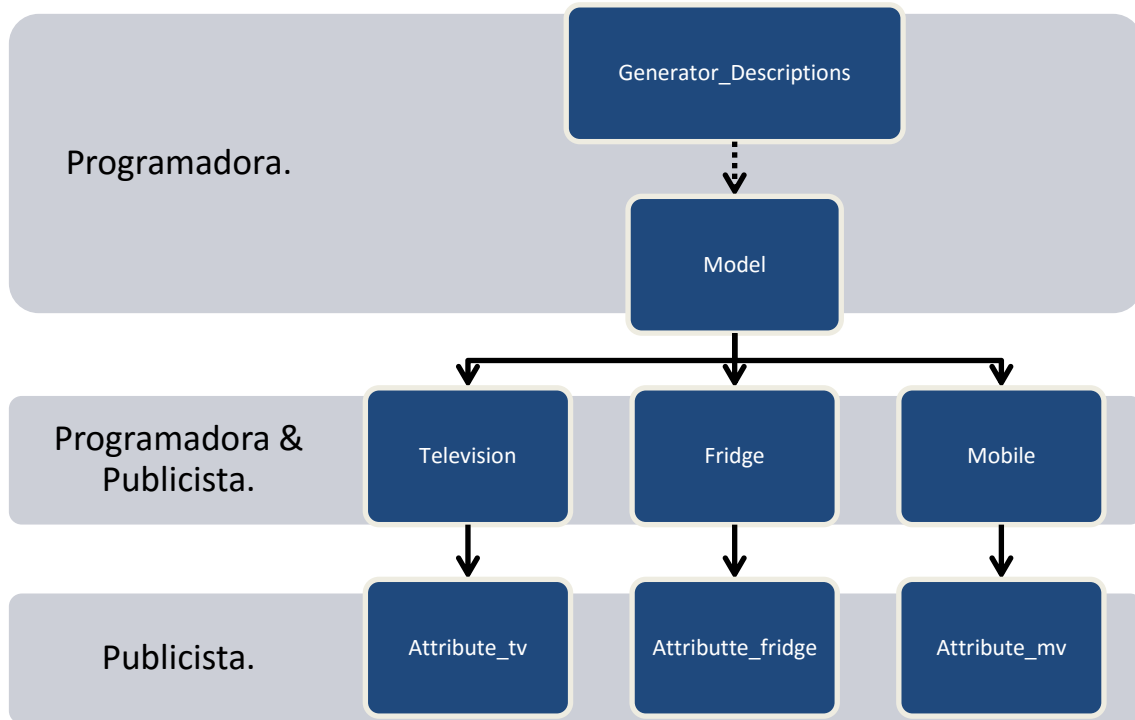 Generator_Descriptions
Programadora.
Model
Programadora &
Publicista.
Television
Fridge
Mobile
Publicista.
Attribute_tv
Attributte_fridge
Attribute_mv